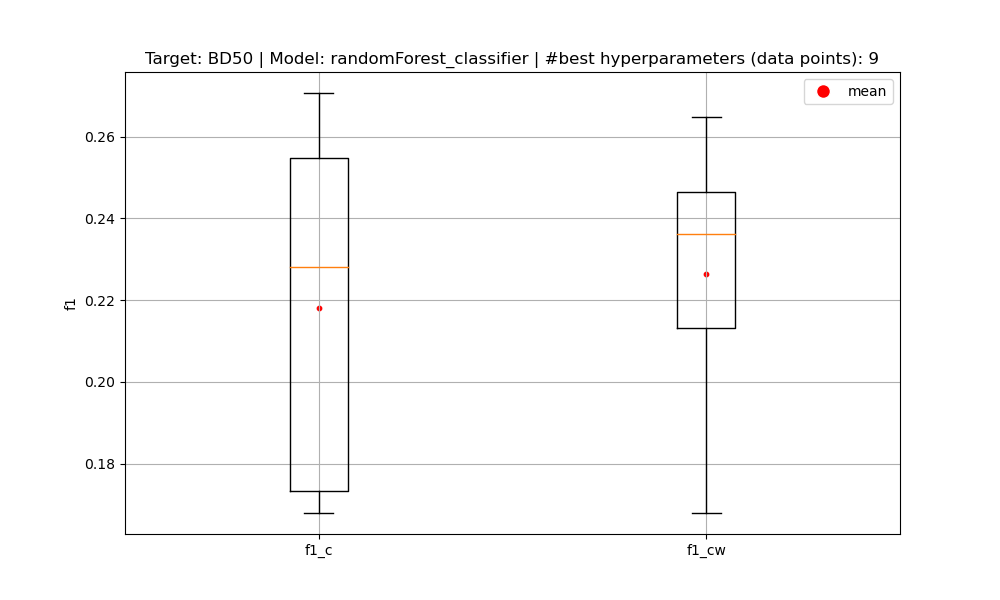 Target: BD50 | Model: randomForest_classifier | #best hyperparameters (data points): 9
mean
0.26
0.24
0.22
0.20
0.18
f1
f1_c
f1_cw